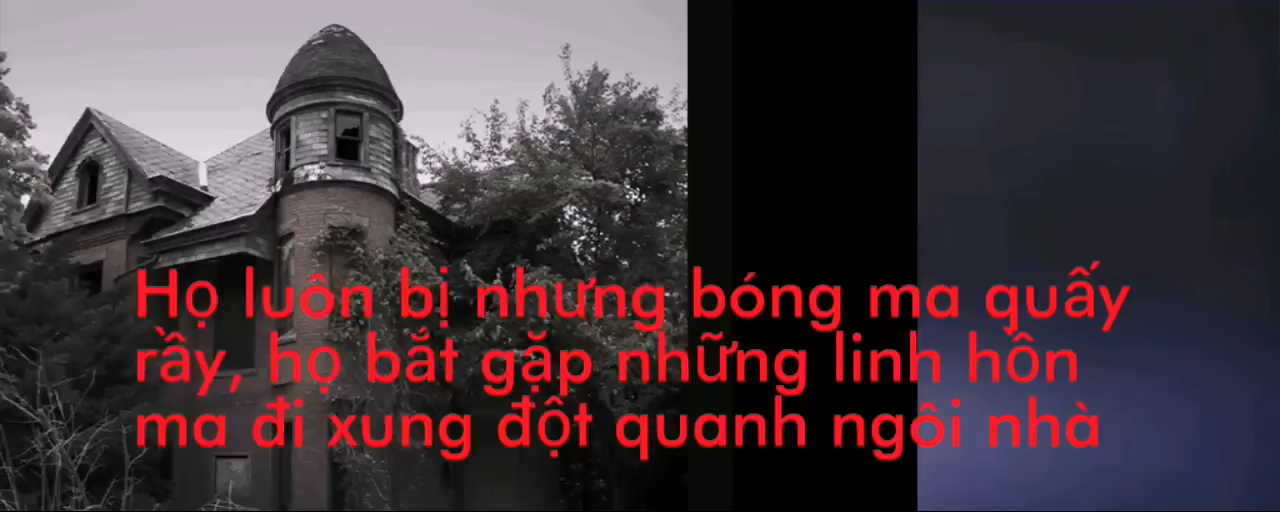 Họ luôn bị nhưng bóng ma quấy
rầy, họ bắt gặp những linh hồn
ma đi xung đột quanh ngôi nhà